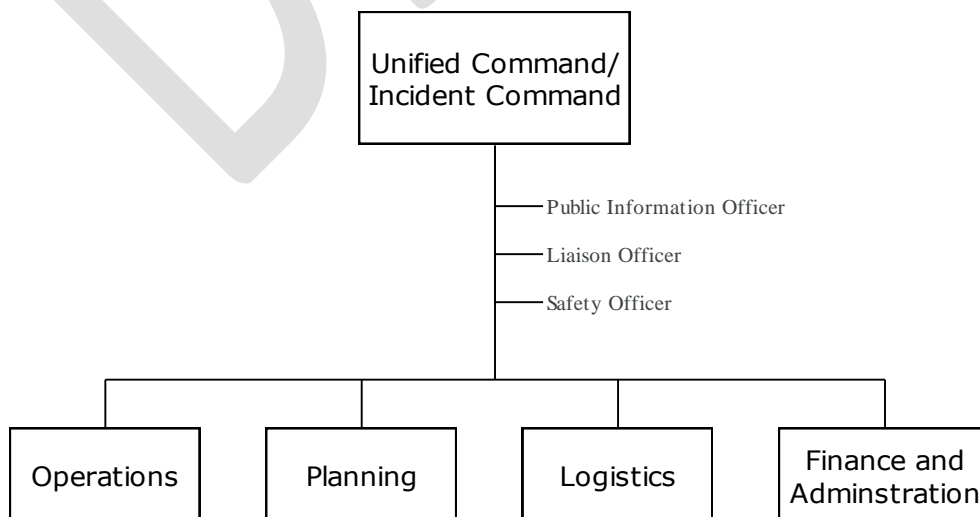 Unified Command/
Incident Command
Public Information Officer
Liaison Officer
Safety Officer
Operations
Planning
Logistics
Finance and
Adminstration